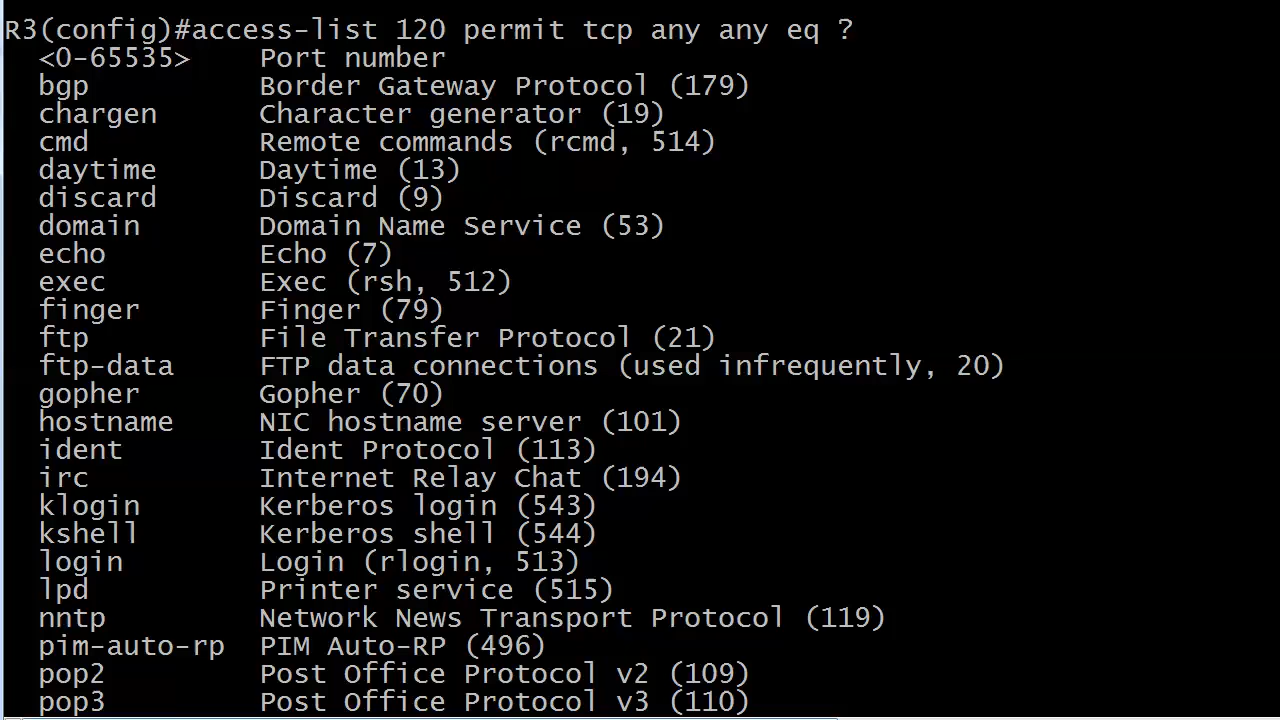 R3(config)#access-list 120 permit tcp any any eq ?
<0-65535> Port number
bgp Border Gateway Protocol (179)
chargen Character generator (19)
cmd Remote commands (rcmd, 514)
daytime Daytime (13)
discard Discard (9)
domain Domain Name Service (53)
echo Echo (7)
exec Exec (rsh, 512)
finger Finger (79)
ftp File Transfer Protocol (21)
ftp-data FTP data connections (used infrequently, 20)
gopher Gopher (70)
hostname NIC hostname server (101)
ident Ident Protocol (113)
irc Internet Relay Chat (194)
klogin Kerberos login (543)
kshell Kerberos shell (544)
login Login (rlogin, 513)
lpd Printer service (515)
nntp Network News Transport Protocol (119)
pim-auto-rp PIM Auto-RP (496)
pop2 Post Office Protocol v2 (109)
pop3 Post Office Protocol v3 (110)